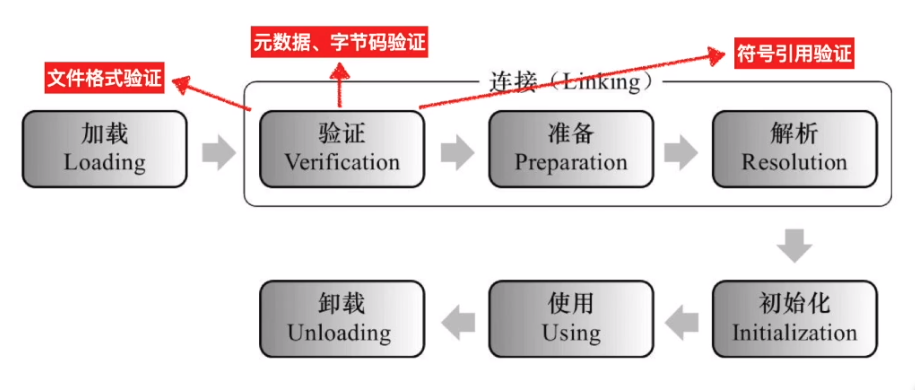 元数据、字节码验证
文件格式验证
符号引用验证
连接（Linking）
加载
Loading
验证
Verification
准备
Preparation
解析
Resolution
卸载
Unloading
使用
Using
初始化
Initialization